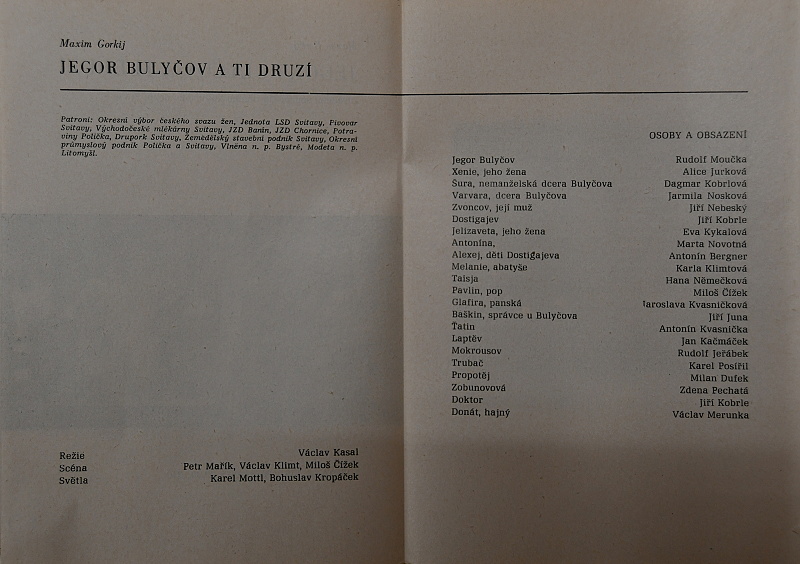 Maxim Gorkij
JEGOR BULYČOV A TI DRUZÍ
Patroni: Okresní výbor českého svazu žen, Jednota LSD Svitavy, Pivovar
Svitavy, Východočeské mlékárny Svitavy, JZD Banín, JZD Chornice, Potra-
viny Polička, Drupork Svitavy, Zemědělský stavební podnik Svitavy, Okresní
průmyslový podnik Polička a Svitavy, Vlněna n. p. Bystré, Modeta n. p.
Litomyšl.
Režie Václav Kasal
Scéna Petr Mařík, Václav Klimt, Miloš Čížek
Světla Karel Motti, Bohuslav Kropáček
OSOBY A OBSAZENÍ
Jegor Bulyčov Rudolf Moučka
Xenie, jeho žena Alice Jurková
Šura, nemanželská dcera Bulyčova Dagmar Kobrlová
Varvara, dcera Bulyčova Jarmila Nosková
Zvoncov, její muž Jiří Nebeský
Dostigajev Jiří Kobrle
Jelizaveta, jeho žena Eva Kykalová
Antonína, Marta Novotná
Alexej, děti Dostigajeva Antonín Bergner
Melanie, abatyše Karla Klimtová
Taisja Hana Němečková
Pavlin, pop Miloš Čížek
Glafira, panská Jaroslava Kvasničková
Baškin, správce u Bulyčova Jiří Juna
Ťatin Antonín Kvasnička
Laptěv Jan Kačmáček
Mokrousov Rudolf Jeřábek
Trubač Karel Posířil
Propotěj Milan Dufek
Zobunovová Zdena Pechatá
Doktor Jiří Kobrle
Donát, hajný Václav Merunka